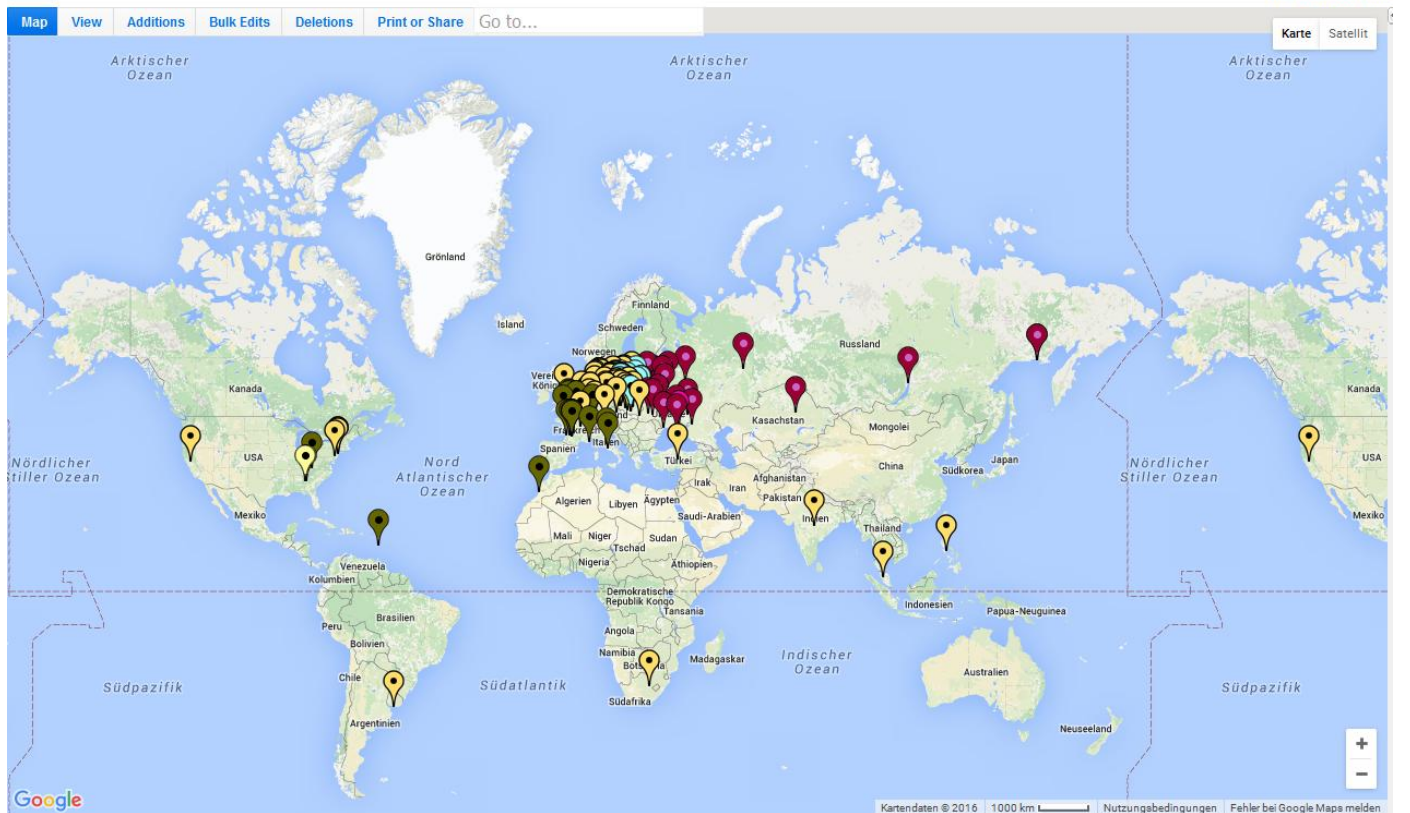 Map View Additions Bulk Edits Deletions Print or Share Go to...
Karte Satellit
Arktischer
Ozean
Arktischer
Ozean
Arktischer
Ozean
Grönland
Finnland
Island
Schweden
Norwegen
Russland
Kanada
Kanada
Kasachstan
Mongolei
USA
Spanien
Türkei
China
Südkorea
Japan
USA
Nördlicher
Stiller Ozean
Nord
Atlantischer
Ozean
Nördlicher
Stiller Ozean
Irak
Iran
Afghanistan
Pakistan
Algerien
Libyen
Ägypten
Saudi-Arabien
Mexiko
Mexiko
Mali
Niger
Tschad
Sudan
Thailand
Venezuela
Kolumbien
Nigeria
Äthiopien
Demokratische
Republik Kongo
Tansania
Indonesien
Papua-Neuguinea
Brasilien
Peru
Bolivien
Angola
Namibia
Madagaskar
Indischer
Ozean
Australien
Chile
Südpazifik
Südatlantik
Südpazifik
Südafrika
Argentinien
Neuseeland
+
−
Google
Kartendaten © 2016 1000 km Nutzungsbedingungen Fehler bei Google Maps melden